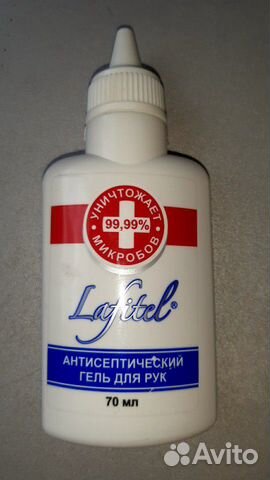 УНИЧТОЖАЕТ
99,99%
МИКРОБОВ
Lafitel®
АНТИСЕПТИЧЕСКИЙ
ГЕЛЬ ДЛЯ РУК
70 мл
Avito